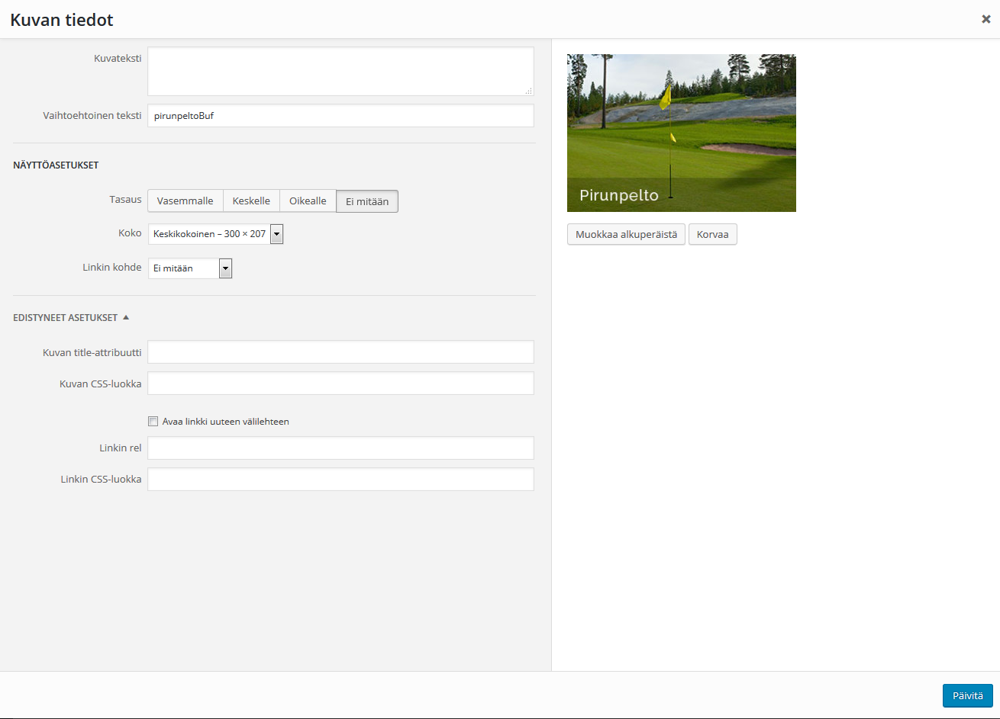 Kuvan tiedot
Kuvateksti
Vaihtoehtoinen teksti pirunpeltoBuf
NÄYTTÖASETUKSET
Tasaus Vasemmalle Keskelle Oikealle Ei mitään
Koko Keskikokoinen – 300 × 207
Linkin kohde Ei mitään
EDISTYNEET ASETUKSET
Kuvan title-attribuutti
Kuvan CSS-luokka
Avaa linkki uuteen välilehteen
Linkin rel
Linkin CSS-luokka
Pirunpelto
Muokkaa alkuperäistä Korvaa
Päivitä